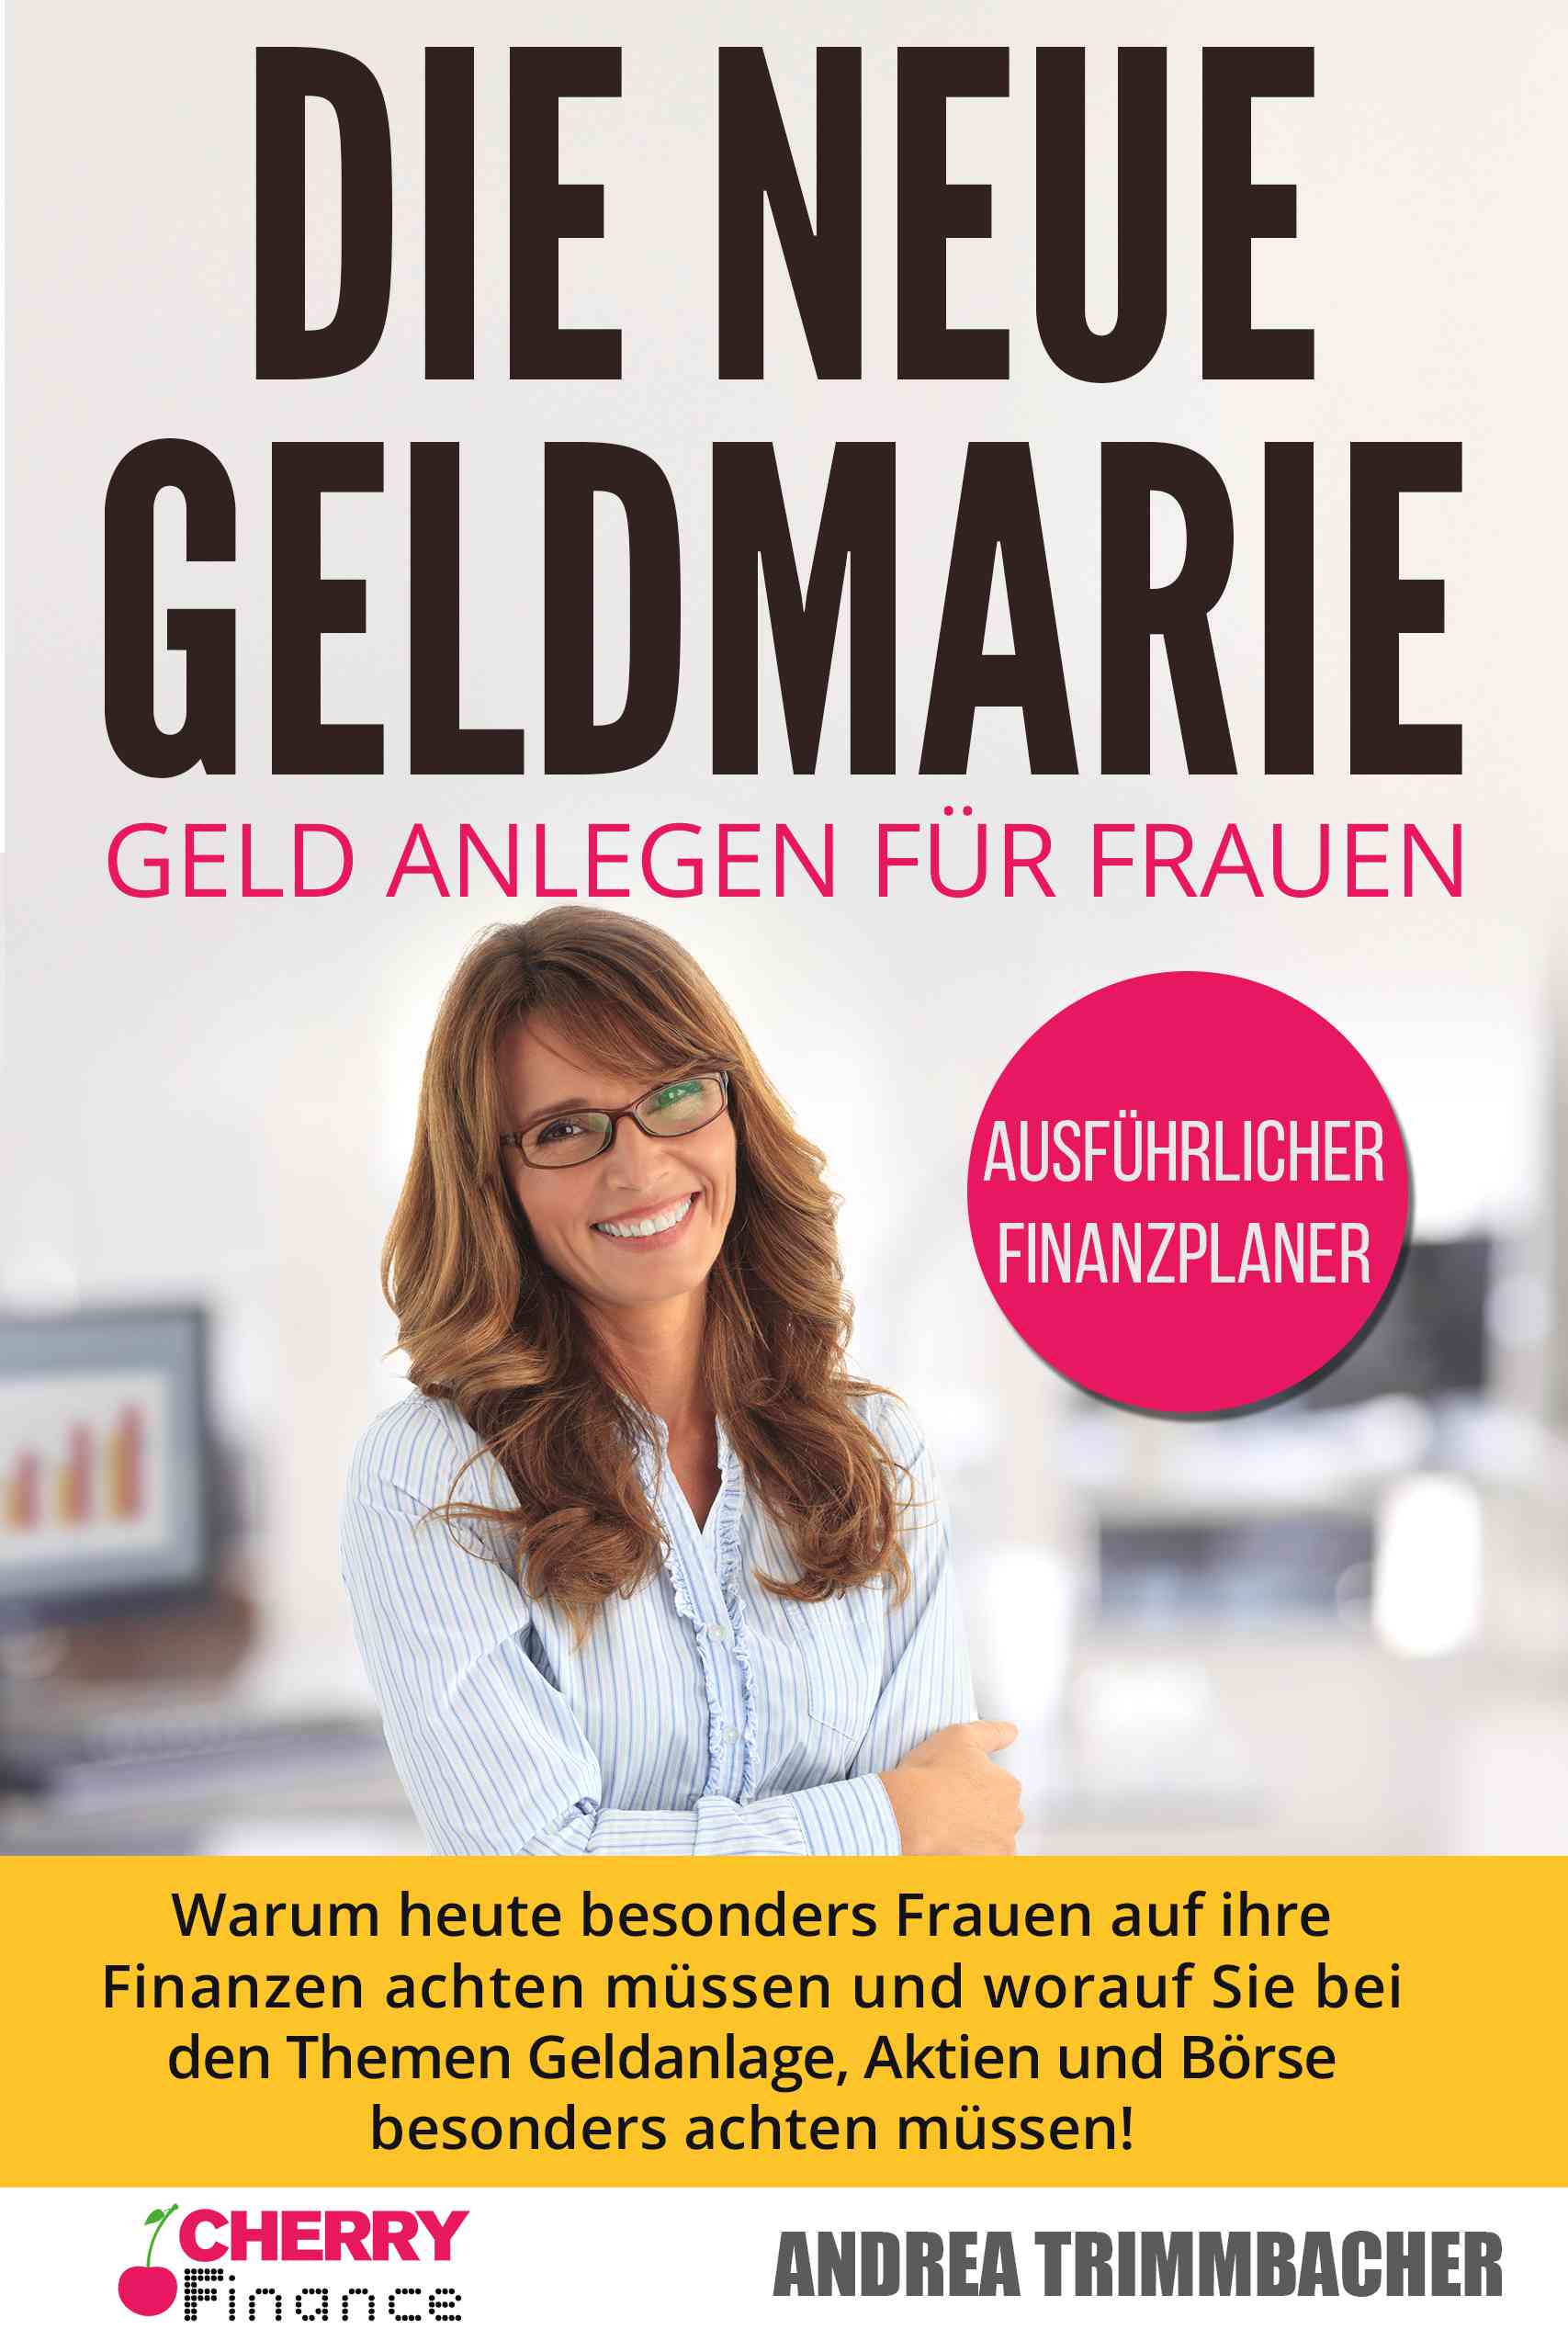 DIE NEUE
GELDMARIE
GELD ANLEGEN FÜR FRAUEN
AUSFÜHRLICHER
FINANZPLANER
Warum heute besonders Frauen auf ihre
Finanzen achten müssen und worauf Sie bei
den Themen Geldanlage, Aktien und Börse
besonders achten müssen!
CHERRY
Finance
ANDREA TRIMMBACHER